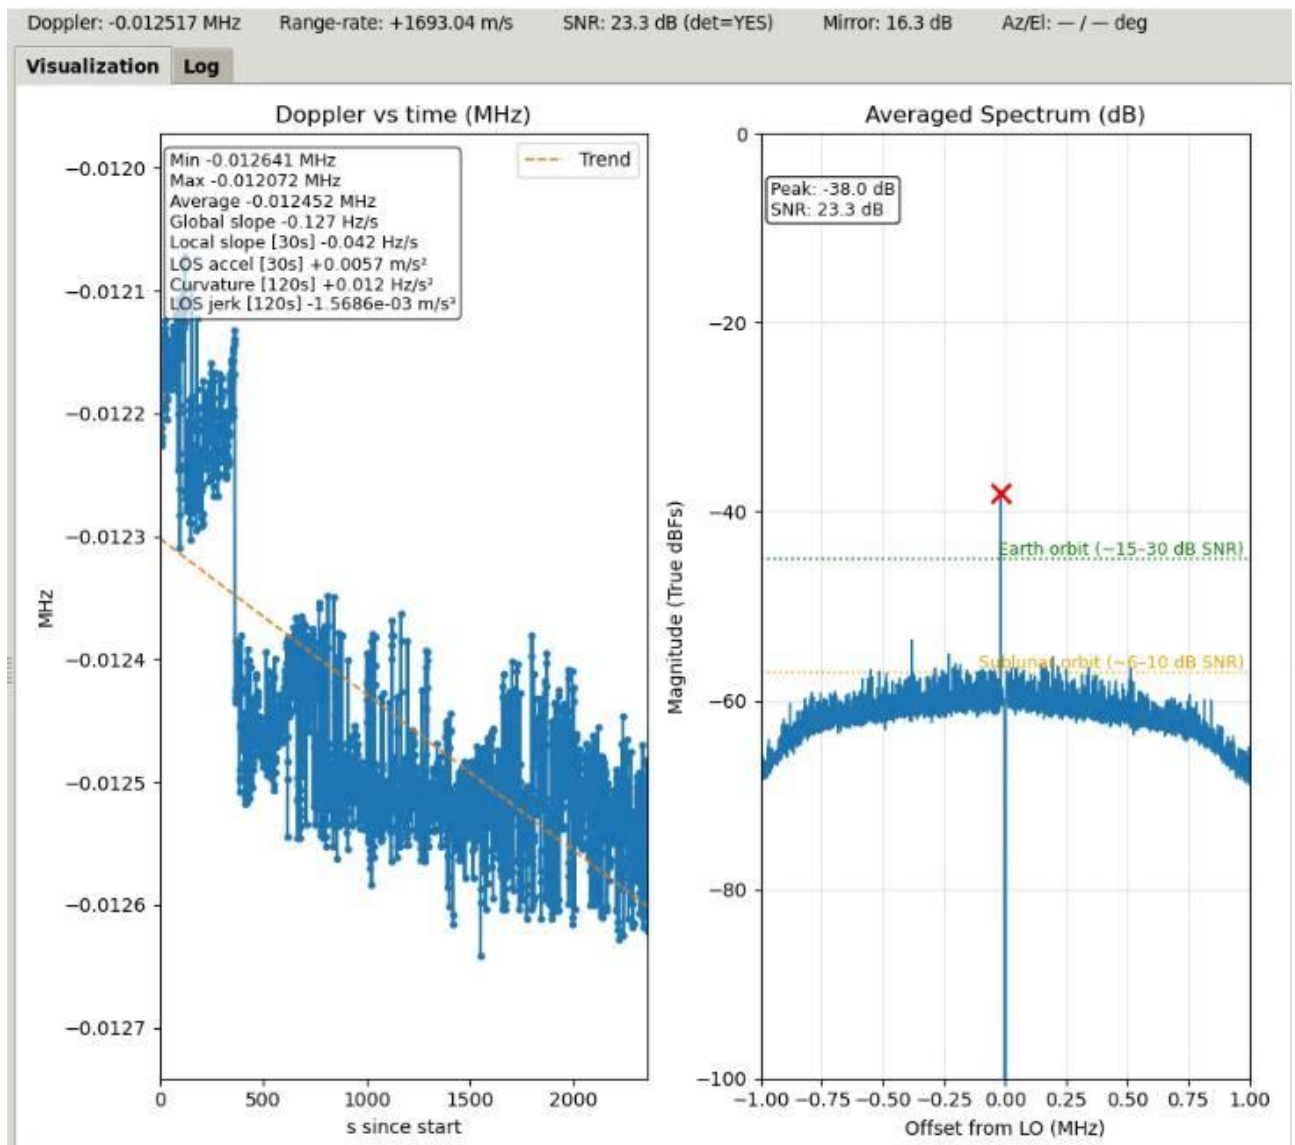 Doppler: -0.012517 MHz Range-rate: +1693.04 m/s SNR: 23.3 dB (det=YES) Mirror: 16.3 dB Az/El: — / — deg
Visualization Log
Doppler vs time (MHz)
Min -0.012641 MHz
Max -0.012072 MHz
Average -0.012452 MHz
Global slope -0.127 Hz/s
Local slope [30s] -0.042 Hz/s
LOS accel [30s] +0.0057 m/s²
Curvature [120s] +0.012 Hz/s²
LOS jerk [120s] -1.5686e-03 m/s³
Trend
−0.0120
−0.0121
−0.0122
−0.0123
−0.0124
−0.0125
−0.0126
−0.0127
MHz
0 500 1000 1500 2000
s since start
Averaged Spectrum (dB)
Peak: -38.0 dB
SNR: 23.3 dB
Earth orbit (~15–30 dB SNR)
Sublunar orbit (~6–10 dB SNR)
0
−20
−40
−60
−80
−100
Magnitude (True dBFs)
−1.00 −0.75 −0.50 −0.25 0.00 0.25 0.50 0.75 1.00
Offset from LO (MHz)